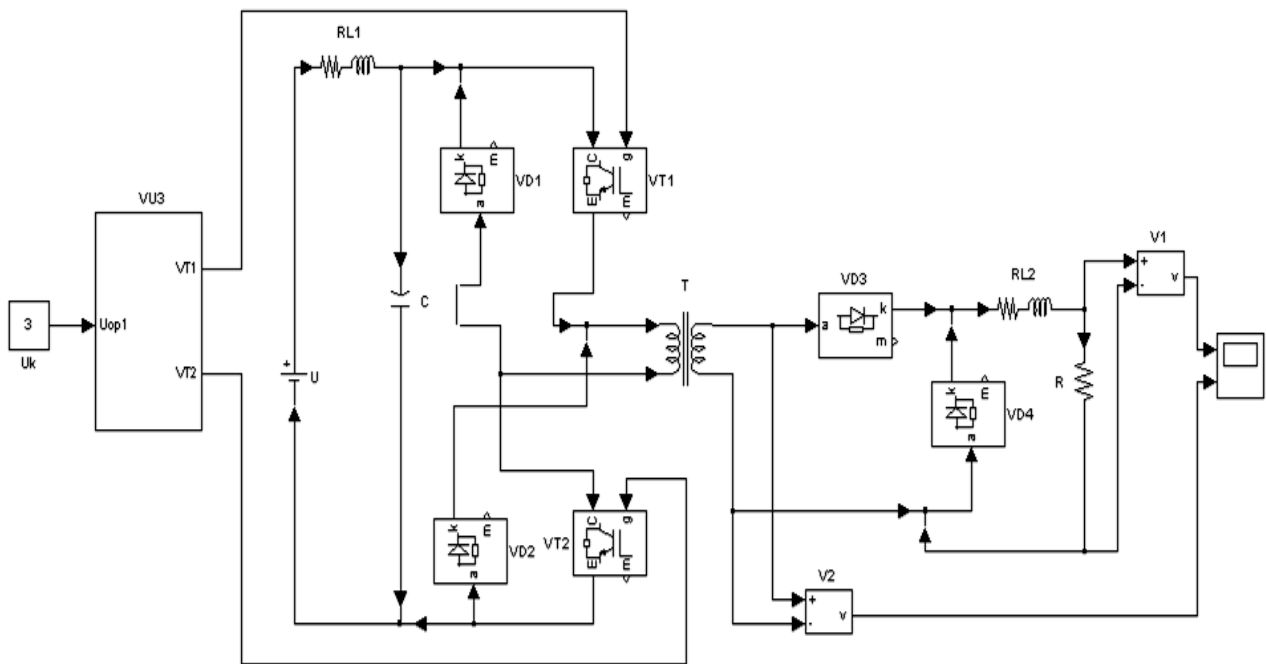 RL1
k
m
a
VD1
C
g
E
m
VT1
VU3
VT1
Uop1
VT2
3
Uk
+
U
C
T
VD3
a
k
m
RL2
V1
+
-
v
R
k
m
a
VD4
k
m
a
VD2
VT2
C
g
E
m
V2
+
-
v